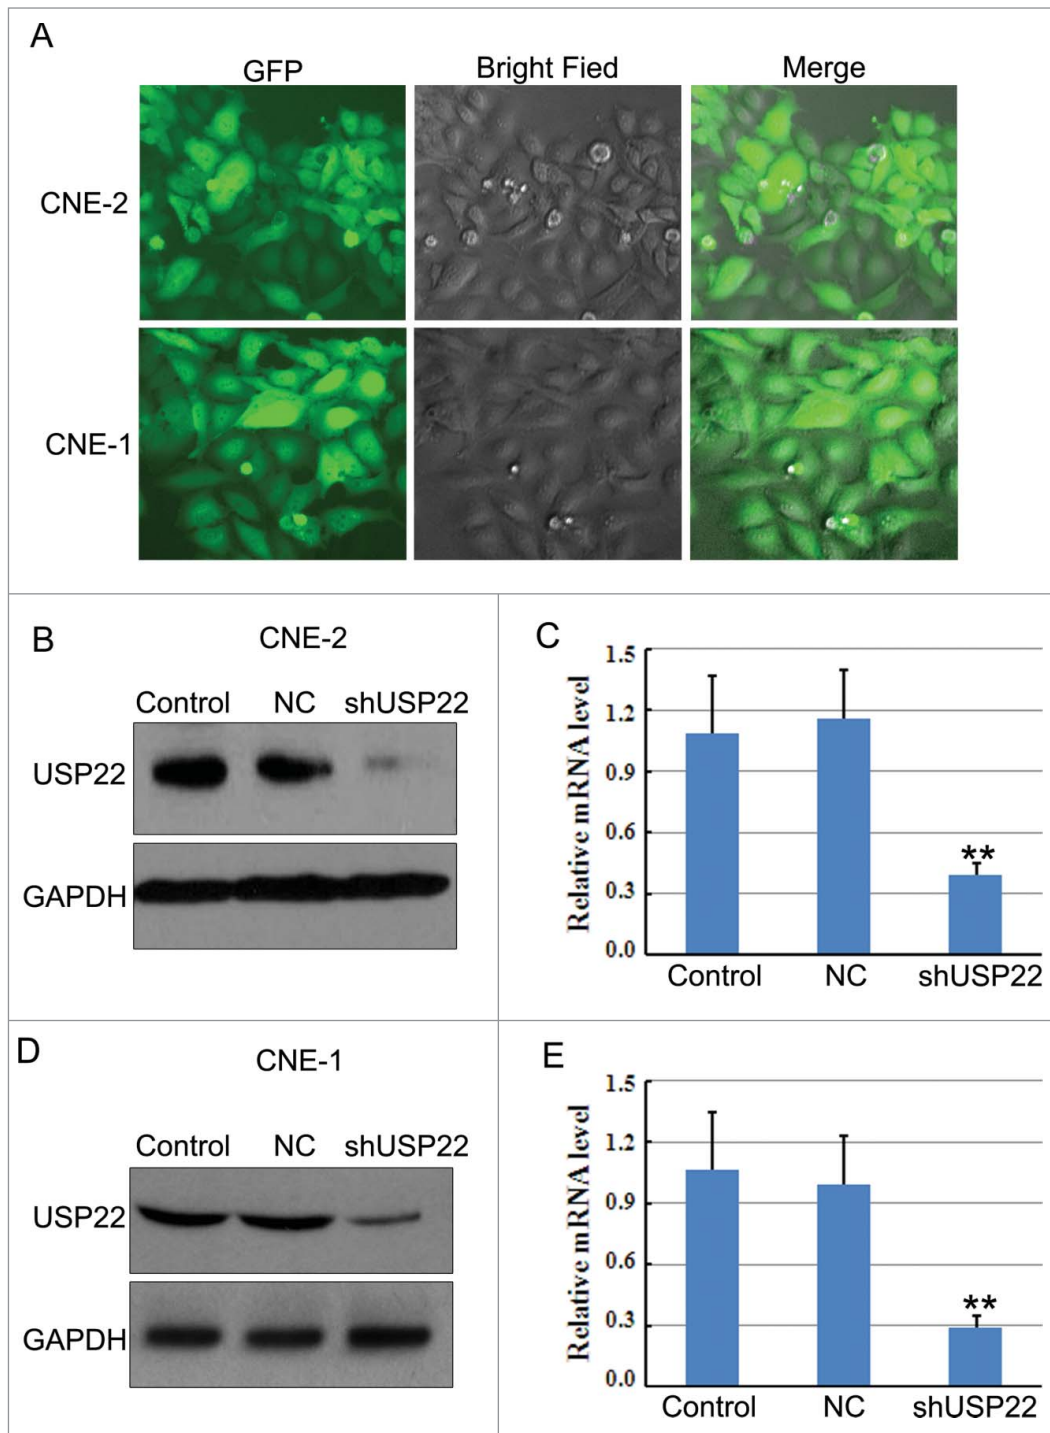 A
GFP Bright Fied Merge
CNE-2
CNE-1
B
CNE-2
Control NC shUSP22
USP22
GAPDH
C
Relative mRNA level
1.5
1.2
0.9
0.6
0.3
0.0
**
Control NC shUSP22
D
CNE-1
Control NC shUSP22
USP22
GAPDH
E
Relative mRNA level
1.5
1.2
0.9
0.6
0.3
0.0
**
Control NC shUSP22